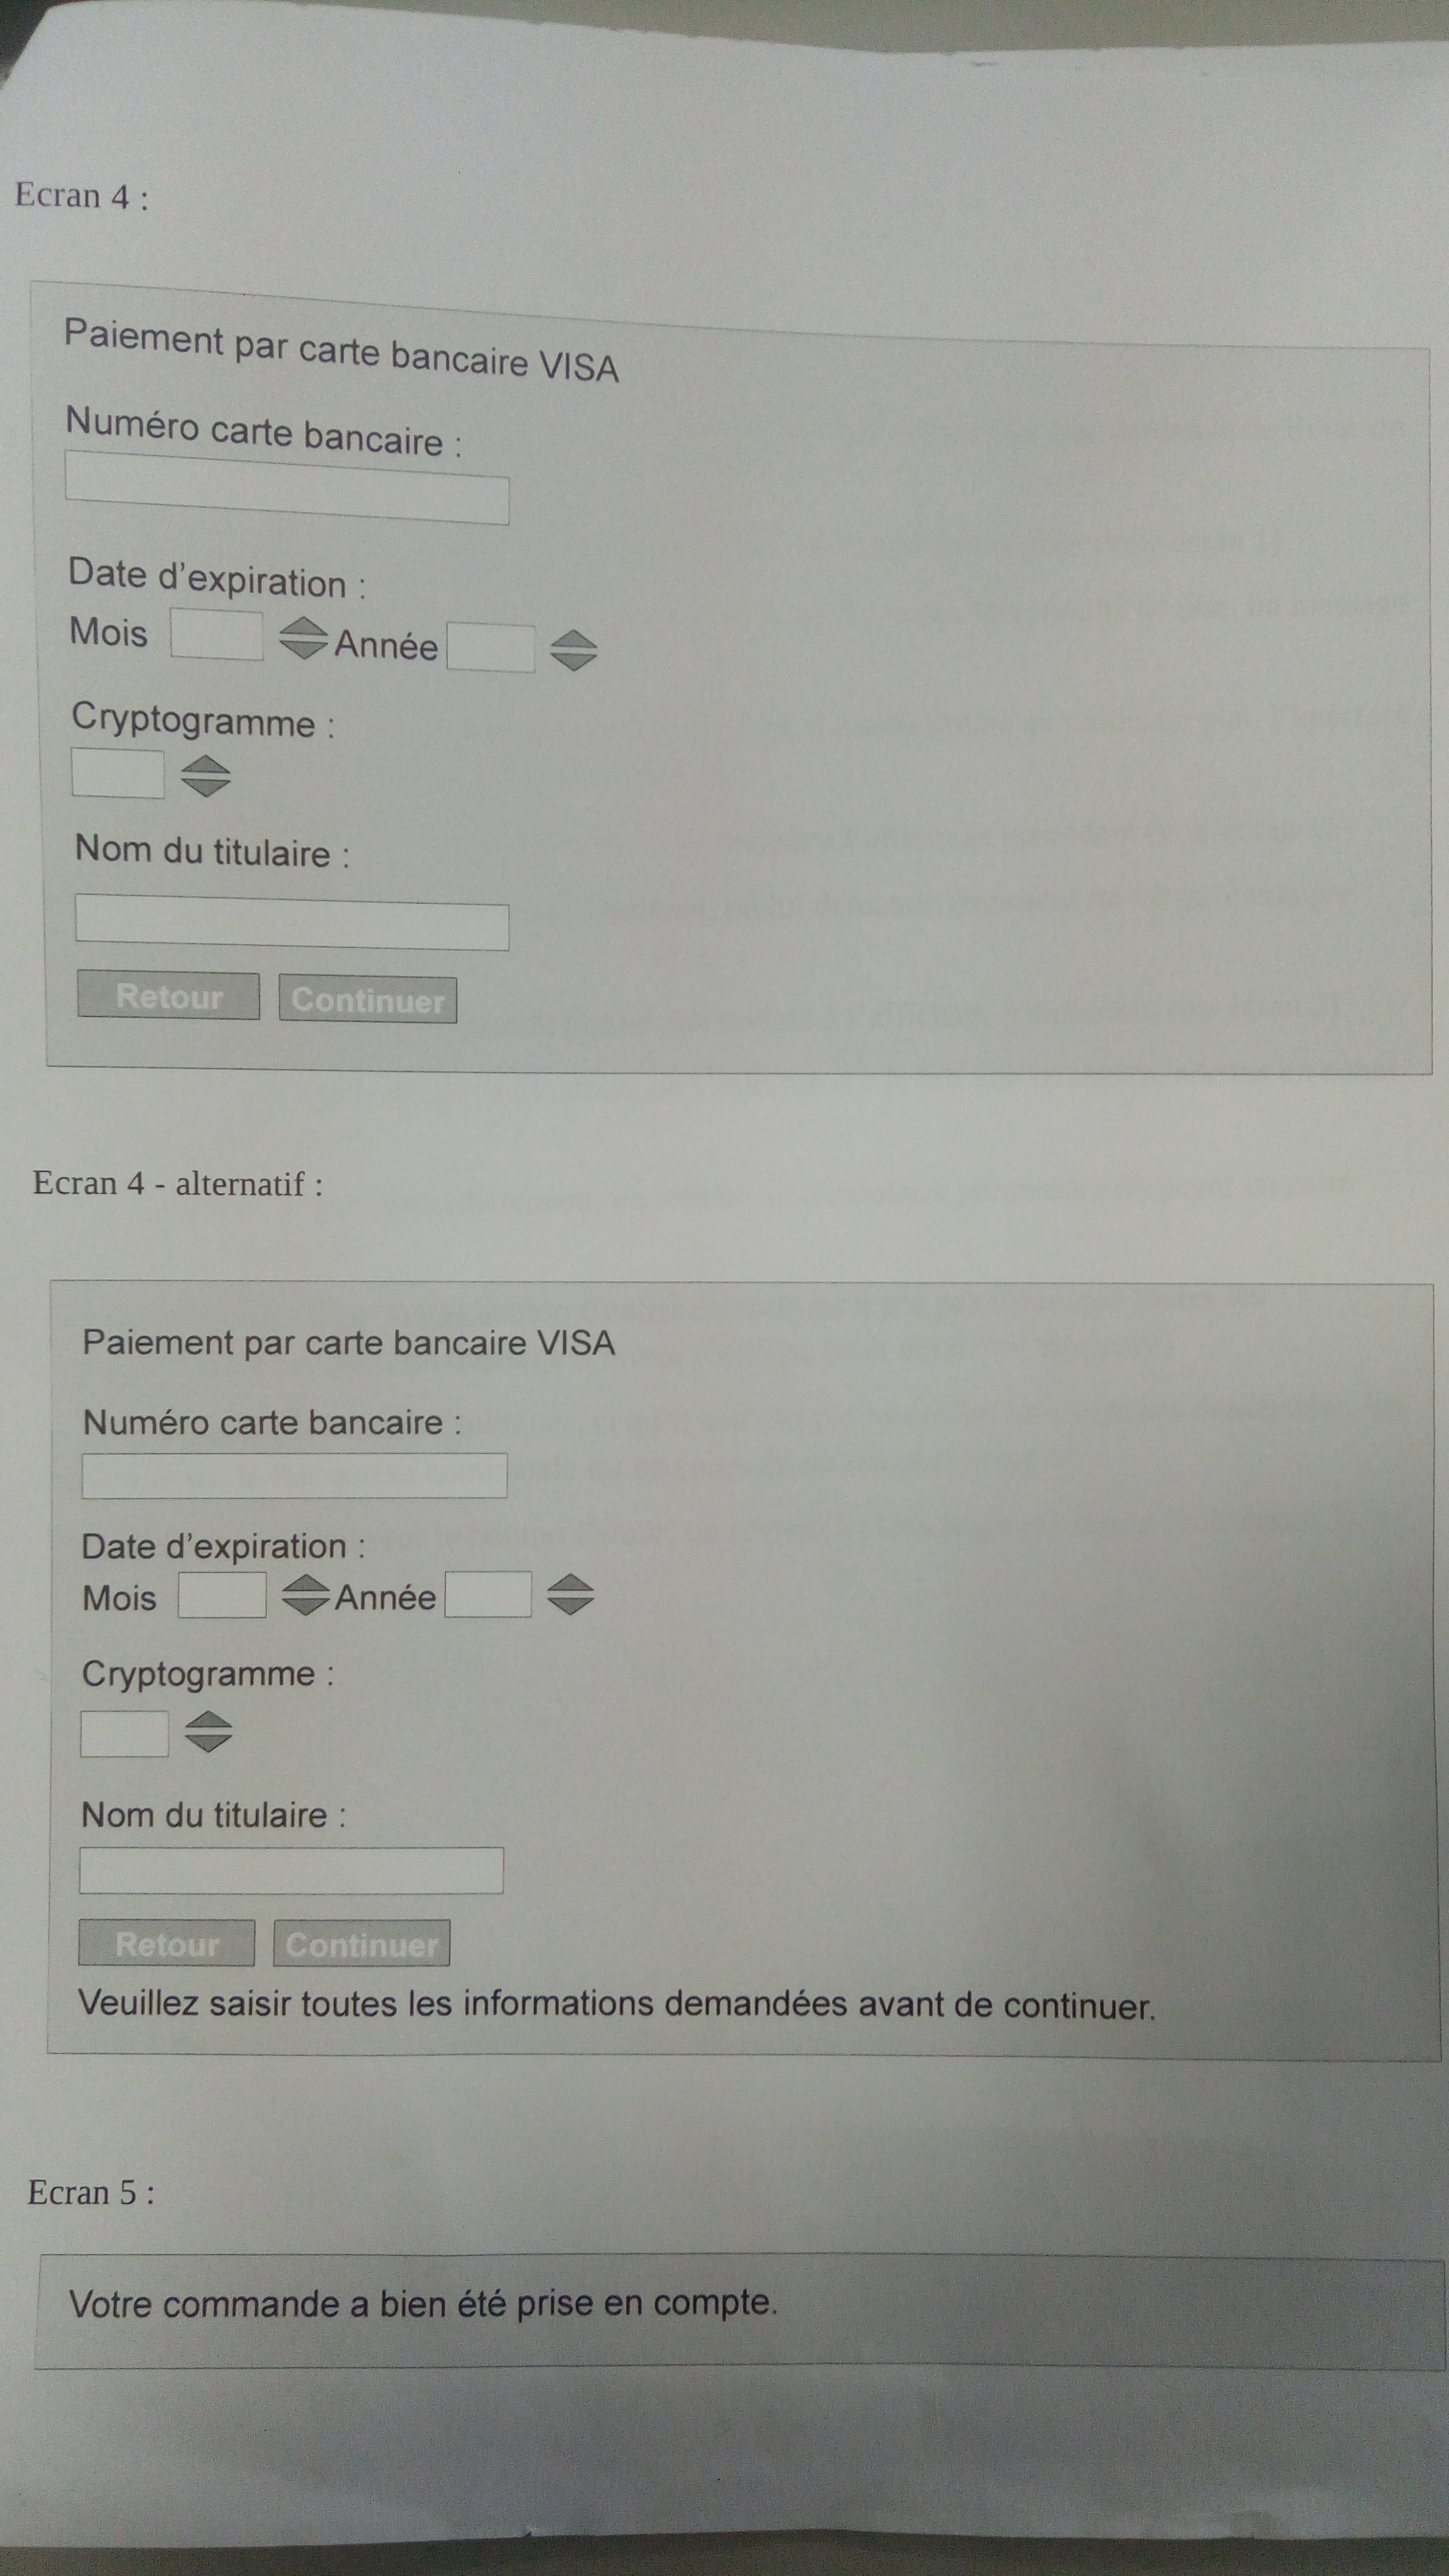 Ecran 4 :
Paiement par carte bancaire VISA
Numéro carte bancaire :
Date d'expiration :
Mois Année
Cryptogramme :
Nom du titulaire :
Retour Continuer
Ecran 4 - alternatif :
Paiement par carte bancaire VISA
Numéro carte bancaire :
Date d'expiration :
Mois Année
Cryptogramme :
Nom du titulaire :
Retour Continuer
Veuillez saisir toutes les informations demandées avant de continuer.
Ecran 5 :
Votre commande a bien été prise en compte.